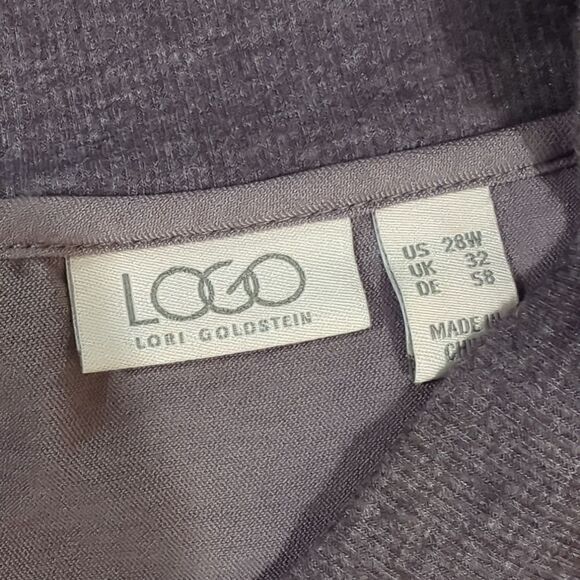 LOGO
LORI GOLDSTEIN
US 28W
UK 32
DE 58
MADE IN